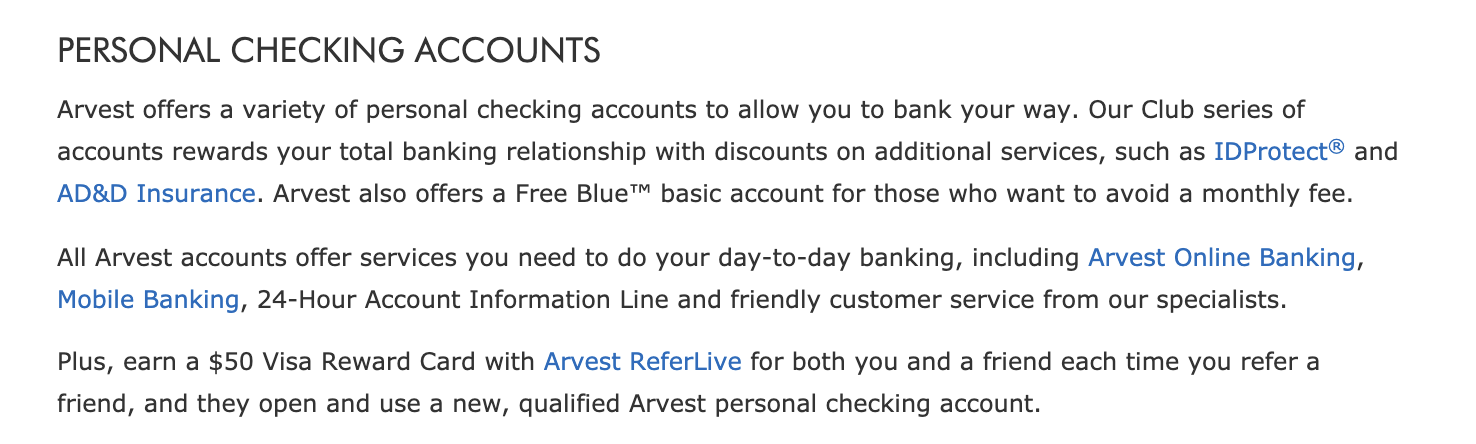 PERSONAL CHECKING ACCOUNTS
Arvest offers a variety of personal checking accounts to allow you to bank your way. Our Club series of
accounts rewards your total banking relationship with discounts on additional services, such as IDProtect® and
AD&D Insurance. Arvest also offers a Free Blue™ basic account for those who want to avoid a monthly fee.
All Arvest accounts offer services you need to do your day-to-day banking, including Arvest Online Banking,
Mobile Banking, 24-Hour Account Information Line and friendly customer service from our specialists.
Plus, earn a $50 Visa Reward Card with Arvest ReferLive for both you and a friend each time you refer a
friend, and they open and use a new, qualified Arvest personal checking account.